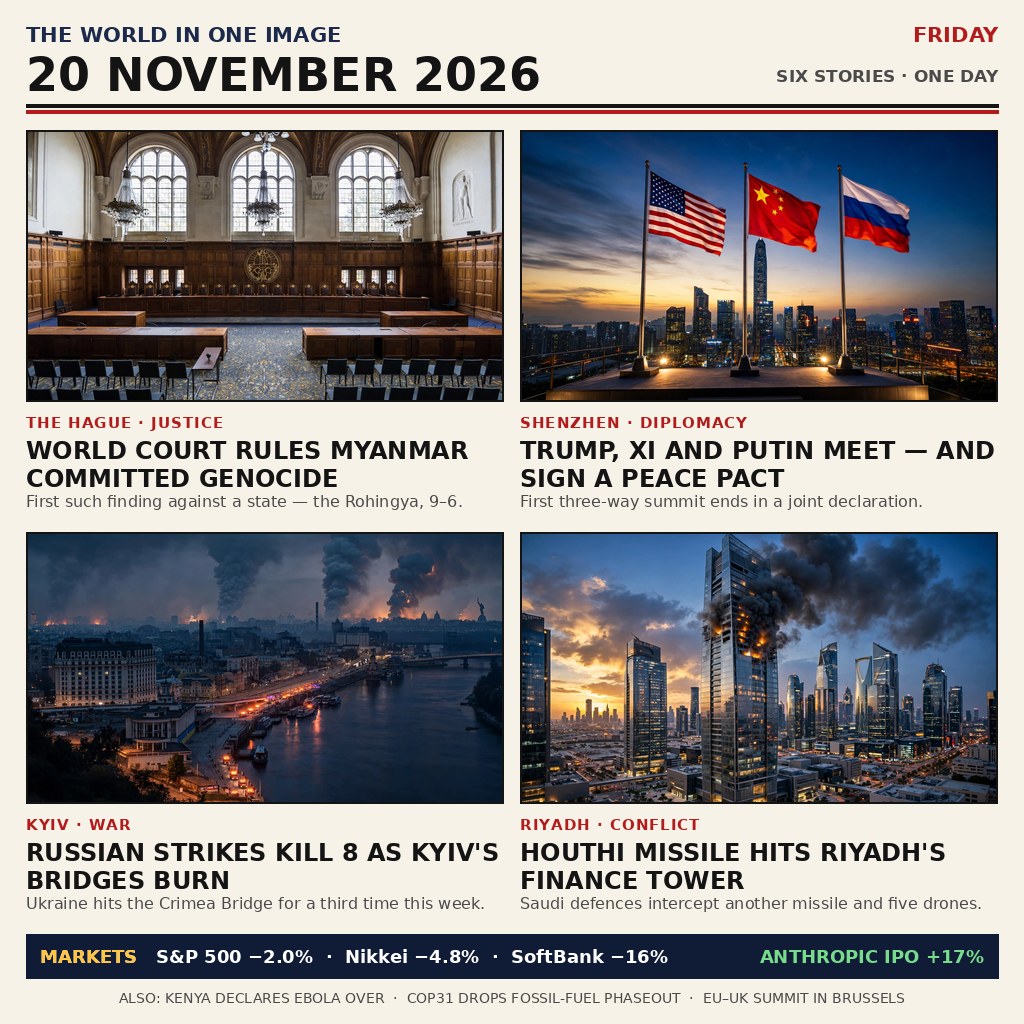 THE WORLD IN ONE IMAGE
FRIDAY
20 NOVEMBER 2026
SIX STORIES · ONE DAY
THE HAGUE · JUSTICE
WORLD COURT RULES MYANMAR
COMMITTED GENOCIDE
First such finding against a state — the Rohingya, 9–6.
SHENZHEN · DIPLOMACY
TRUMP, XI AND PUTIN MEET — AND
SIGN A PEACE PACT
First three-way summit ends in a joint declaration.
KYIV · WAR
RUSSIAN STRIKES KILL 8 AS KYIV'S
BRIDGES BURN
Ukraine hits the Crimea Bridge for a third time this week.
RIYADH · CONFLICT
HOUTHI MISSILE HITS RIYADH'S
FINANCE TOWER
Saudi defences intercept another missile and five drones.
MARKETS S&P 500 −2.0% · Nikkei −4.8% · SoftBank −16% ANTHROPIC IPO +17%
ALSO: KENYA DECLARES EBOLA OVER · COP31 DROPS FOSSIL-FUEL PHASEOUT · EU–UK SUMMIT IN BRUSSELS